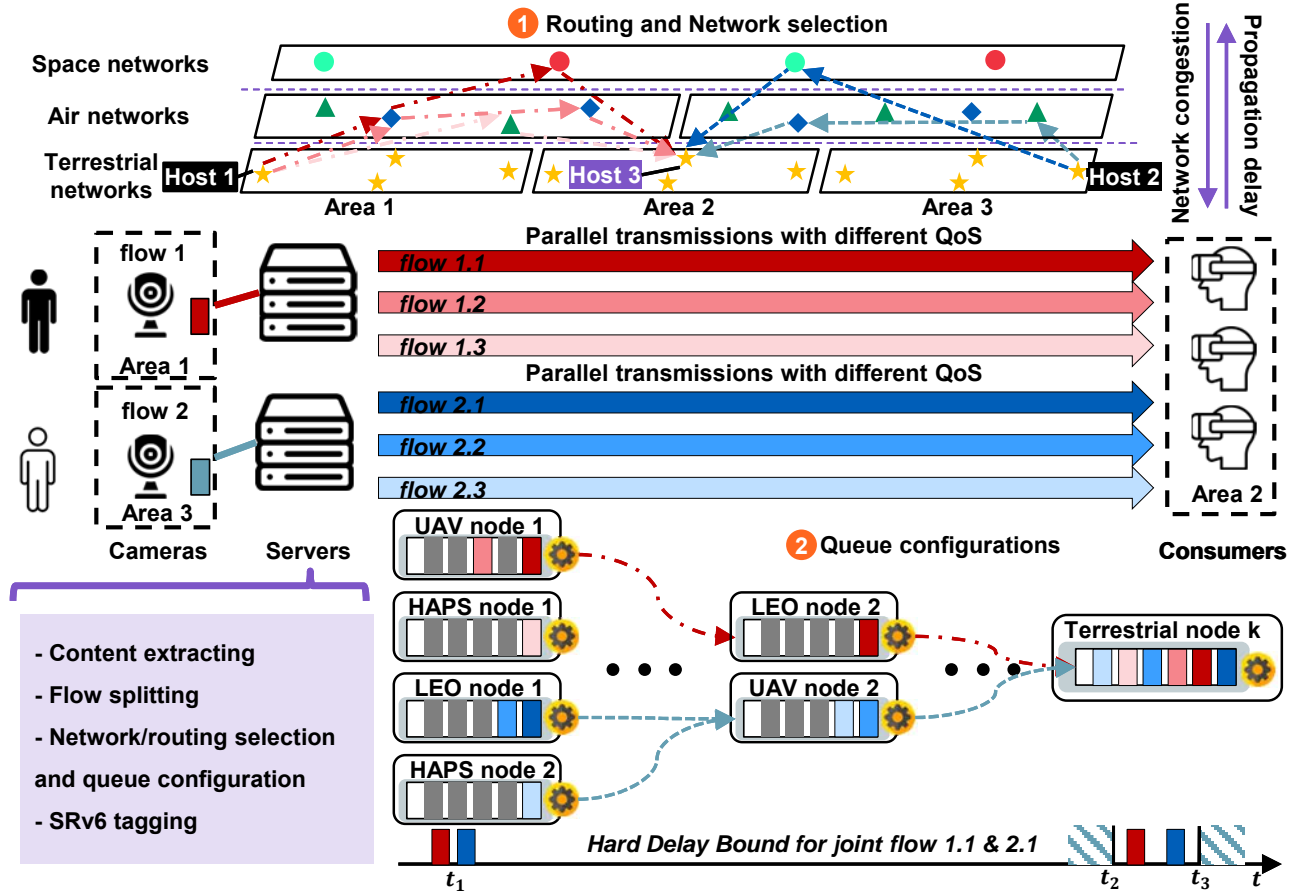 1 Routing and Network selection
Space networks
Air networks
Terrestrial
networks
Host 1
Host 3
Host 2
Area 1
Area 2
Area 3
Network congestion
Propagation delay
flow 1
Area 1
flow 2
Area 3
Cameras
Servers
Parallel transmissions with different QoS
flow 1.1
flow 1.2
flow 1.3
Parallel transmissions with different QoS
flow 2.1
flow 2.2
flow 2.3
Area 2
Consumers
- Content extracting
- Flow splitting
- Network/routing selection
and queue configuration
- SRv6 tagging
2 Queue configurations
UAV node 1
HAPS node 1
LEO node 1
HAPS node 2
LEO node 2
UAV node 2
Terrestrial node k
Hard Delay Bound for joint flow 1.1 & 2.1
t₁
t₂
t₃
t